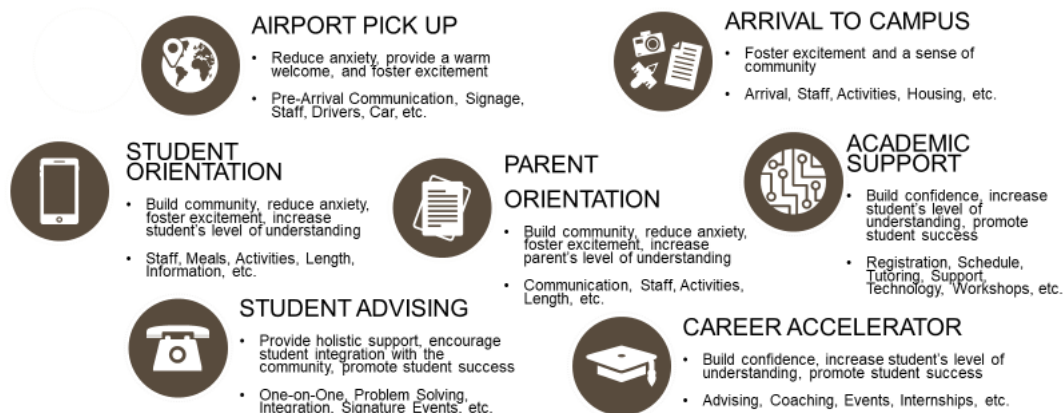 AIRPORT PICK UP
• Reduce anxiety, provide a warm
welcome, and foster excitement
• Pre-Arrival Communication, Signage,
Staff, Drivers, Car, etc.
ARRIVAL TO CAMPUS
• Foster excitement and a sense of
community
• Arrival, Staff, Activities, Housing, etc.
STUDENT
ORIENTATION
• Build community, reduce anxiety,
foster excitement, increase
student's level of understanding
• Staff, Meals, Activities, Length,
Information, etc.
PARENT
ORIENTATION
• Build community, reduce anxiety,
foster excitement, increase
parent's level of understanding
• Communication, Staff, Activities,
Length, etc.
ACADEMIC
SUPPORT
• Build confidence, increase
student's level of
understanding, promote
student success
• Registration, Schedule,
Tutoring, Support,
Technology, Workshops, etc.
STUDENT ADVISING
• Provide holistic support, encourage
student integration with the
community, promote student success
• One-on-One, Problem Solving,
Integration, Signature Events, etc.
CAREER ACCELERATOR
• Build confidence, increase student's level of
understanding, promote student success
• Advising, Coaching, Events, Internships, etc.